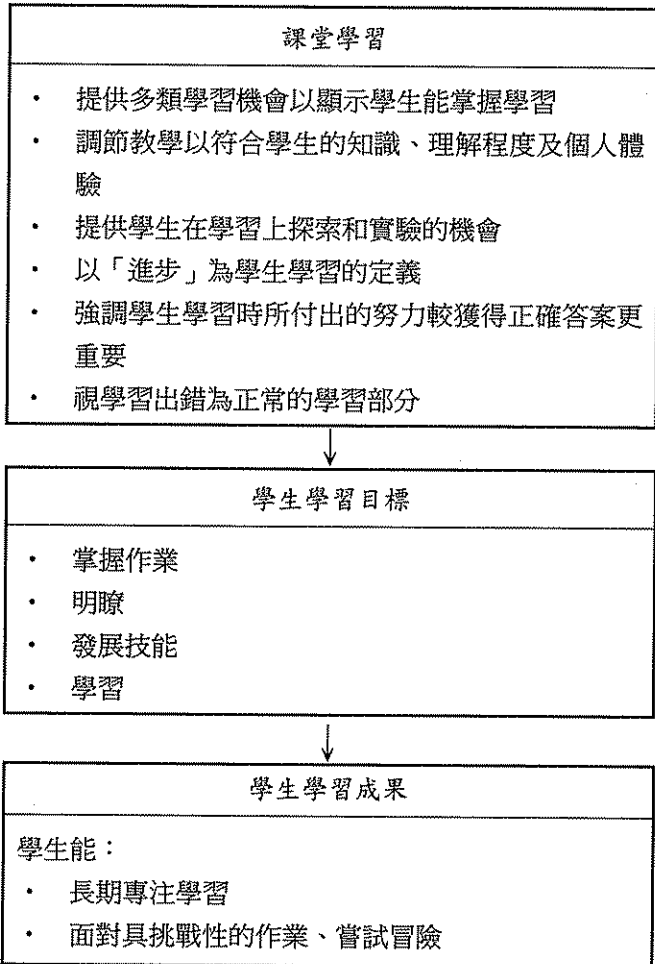 課堂學習
· 提供多類學習機會以顯示學生能掌握學習
· 調節教學以符合學生的知識、理解程度及個人體
驗
· 提供學生在學習上探索和實驗的機會
· 以「進步」為學生學習的定義
· 強調學生學習時所付出的努力較獲得正確答案更
重要
· 視學習出錯為正常的學習部分
學生學習目標
· 掌握作業
· 明瞭
· 發展技能
· 學習
學生學習成果
學生能：
· 長期專注學習
· 面對具挑戰性的作業、嘗試冒險